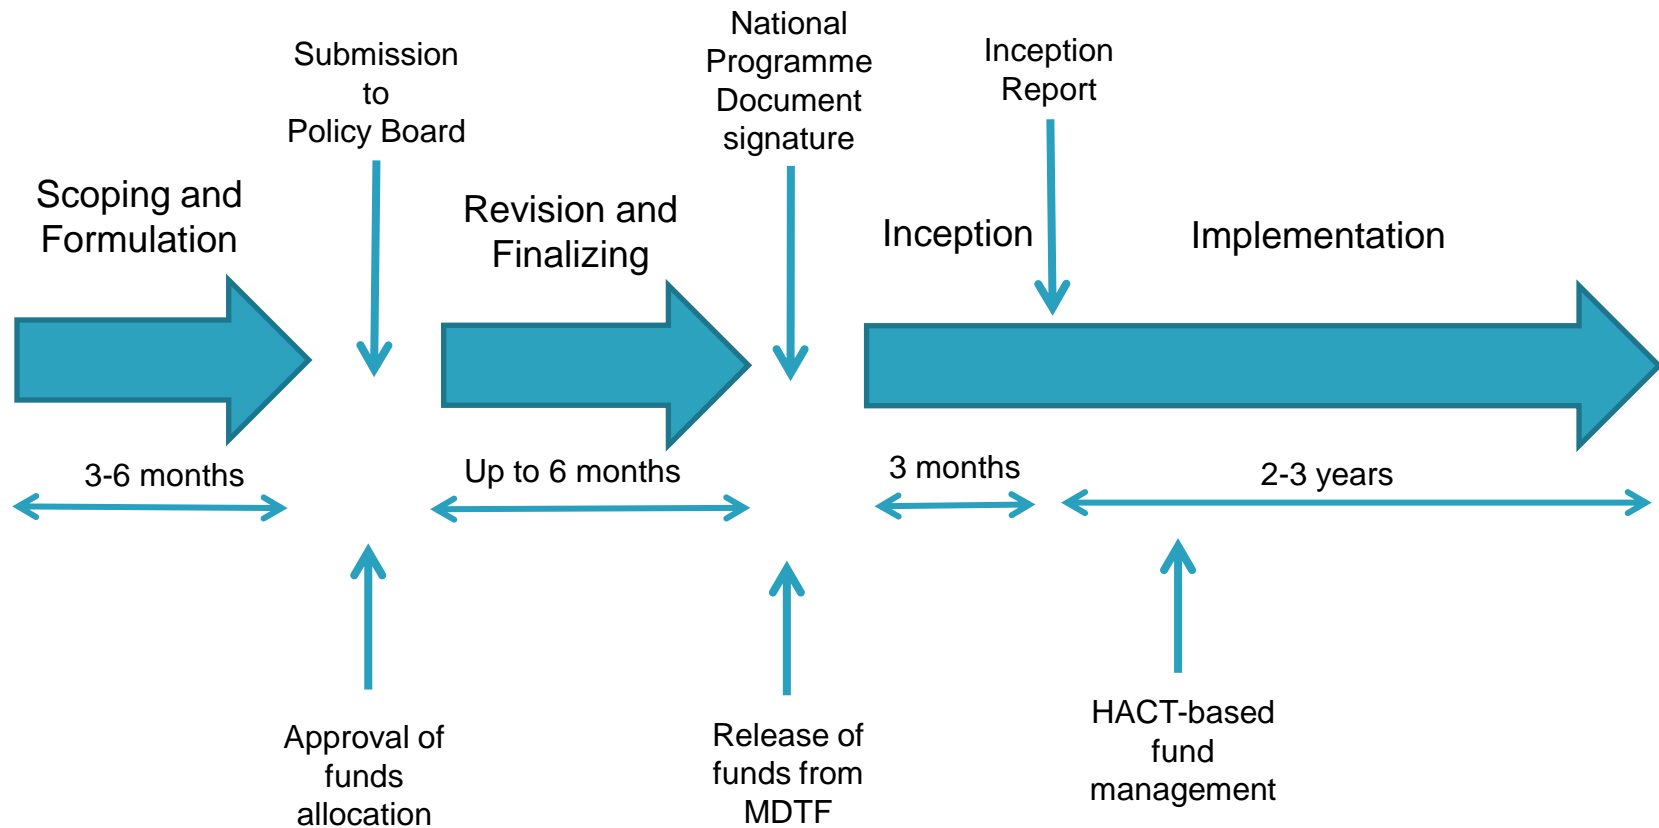 Submission
to
Policy Board
National
Programme
Document
signature
Inception
Report
Scoping and
Formulation
Revision and
Finalizing
Inception
Implementation
3-6 months
Up to 6 months
3 months
2-3 years
Approval of
funds
allocation
Release of
funds from
MDTF
HACT-based
fund
management